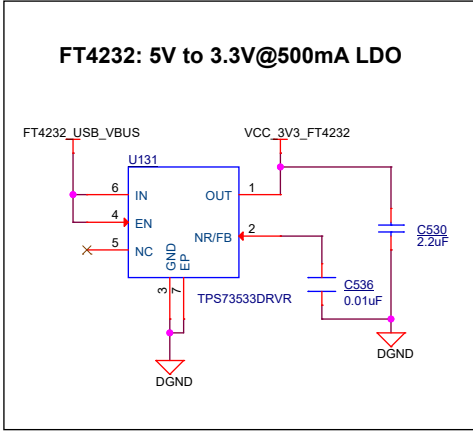 FT4232: 5V to 3.3V@500mA LDO
FT4232_USB_VBUS
VCC_3V3_FT4232
U131
6
IN
OUT
1
4
EN
NR/FB
2
5
NC
GND
EP
3
7
TPS73533DRVR
C530
2.2uF
C536
0.01uF
DGND
DGND